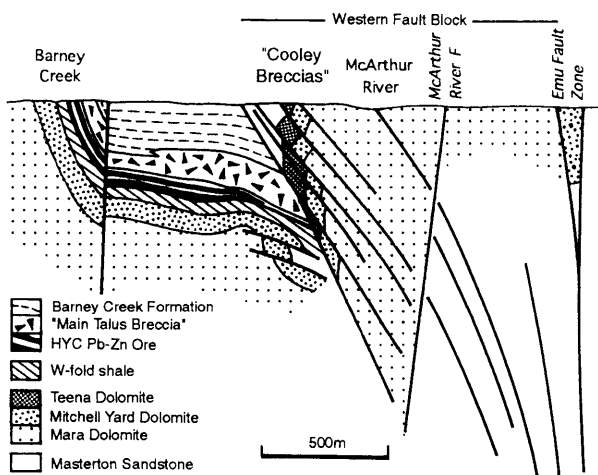 Western Fault Block
Barney
Creek
"Cooley
Breccias"
McArthur
River
McArthur
River F
Emu Fault
Zone
Barney Creek Formation
"Main Talus Breccia"
HYC Pb-Zn Ore
W-fold shale
Teena Dolomite
Mitchell Yard Dolomite
Mara Dolomite
Masterton Sandstone
500m